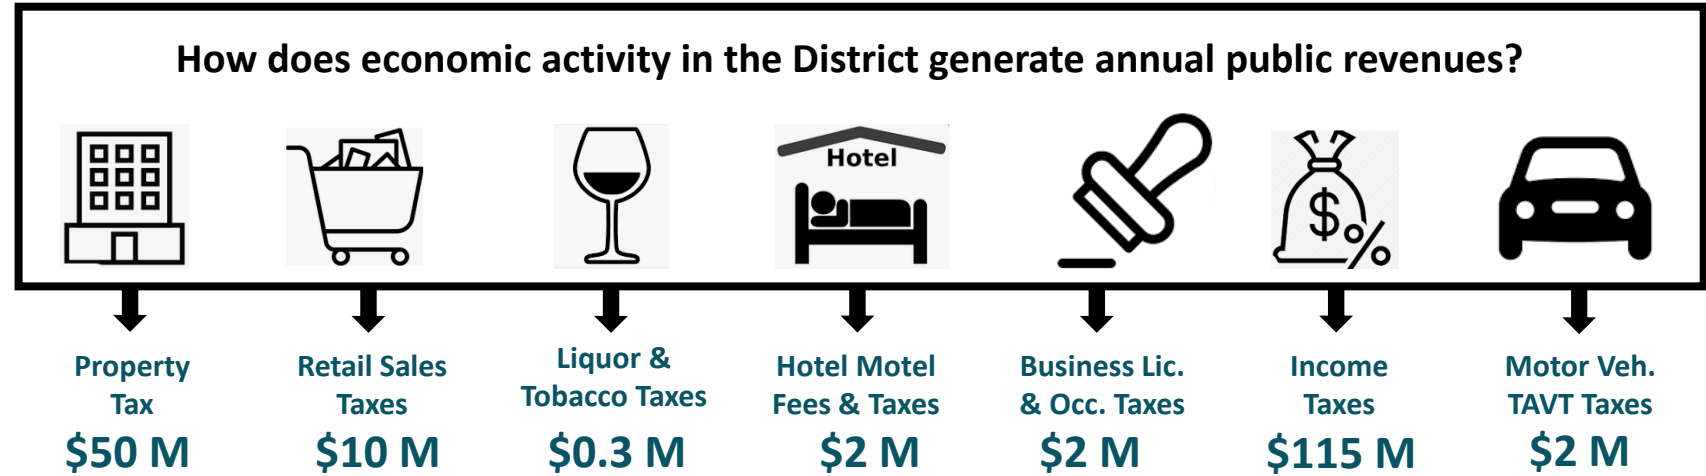 How does economic activity in the District generate annual public revenues?
Hotel
$
%
Property
Tax
$50 M
Retail Sales
Taxes
$10 M
Liquor &
Tobacco Taxes
$0.3 M
Hotel Motel
Fees & Taxes
$2 M
Business Lic.
& Occ. Taxes
$2 M
Income
Taxes
$115 M
Motor Veh.
TAVT Taxes
$2 M